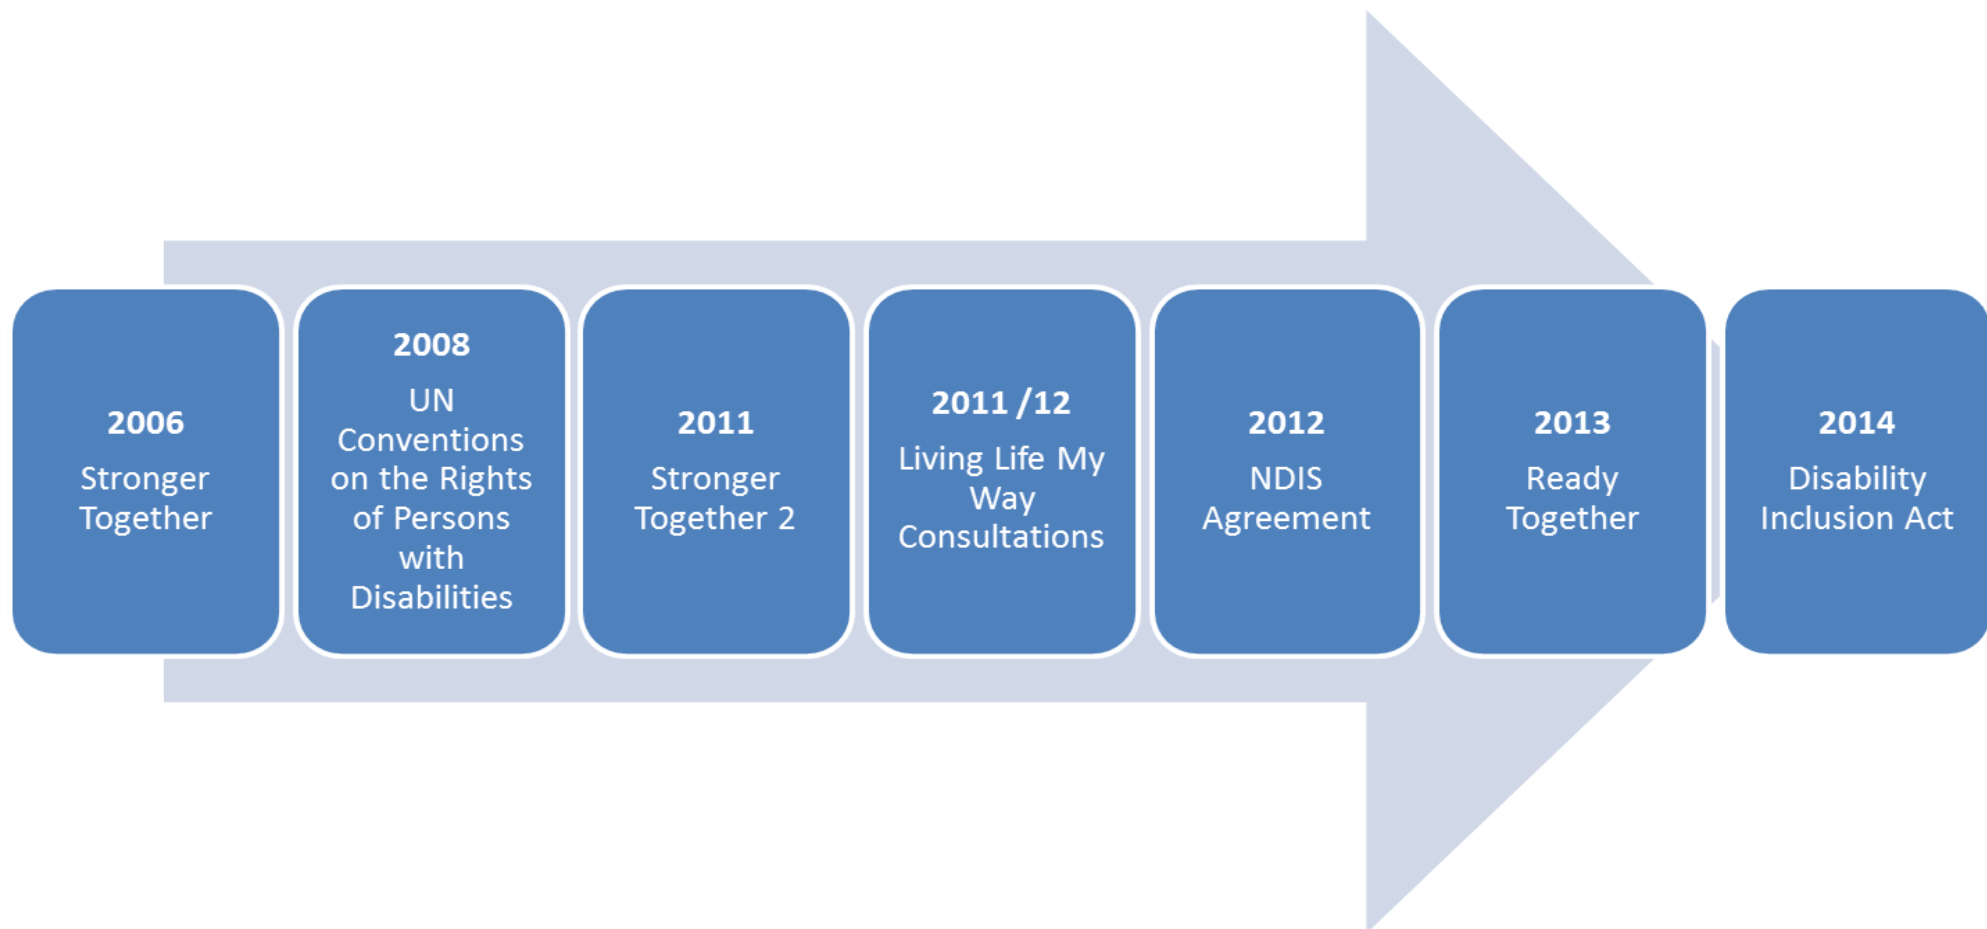 2006
Stronger
Together
2008
UN
Conventions
on the Rights
of Persons
with
Disabilities
2011
Stronger
Together 2
2011 /12
Living Life My
Way
Consultations
2012
NDIS
Agreement
2013
Ready
Together
2014
Disability
Inclusion Act